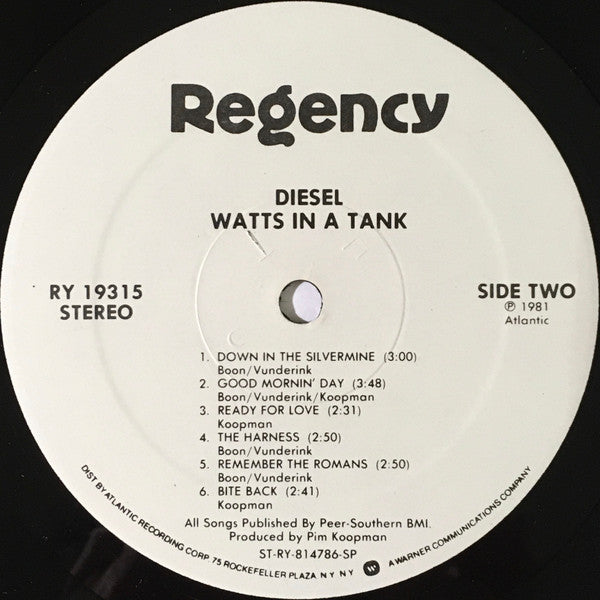 Regency
DIESEL
WATTS IN A TANK
RY 19315
STEREO
SIDE TWO
℗ 1981
Atlantic
1. DOWN IN THE SILVERMINE (3:00)
Boon/Vunderink
2. GOOD MORNIN' DAY (3:48)
Boon/Vunderink/Koopman
3. READY FOR LOVE (2:31)
Koopman
4. THE HARNESS (2:50)
Boon/Vunderink
5. REMEMBER THE ROMANS (2:50)
Boon/Vunderink
6. BITE BACK (2:41)
Koopman
All Songs Published By Peer-Southern BMI.
Produced by Pim Koopman
ST-RY-814786-SP
DIST BY ATLANTIC RECORDING CORP. 75 ROCKEFELLER PLAZA N Y N Y W A WARNER COMMUNICATIONS COMPANY